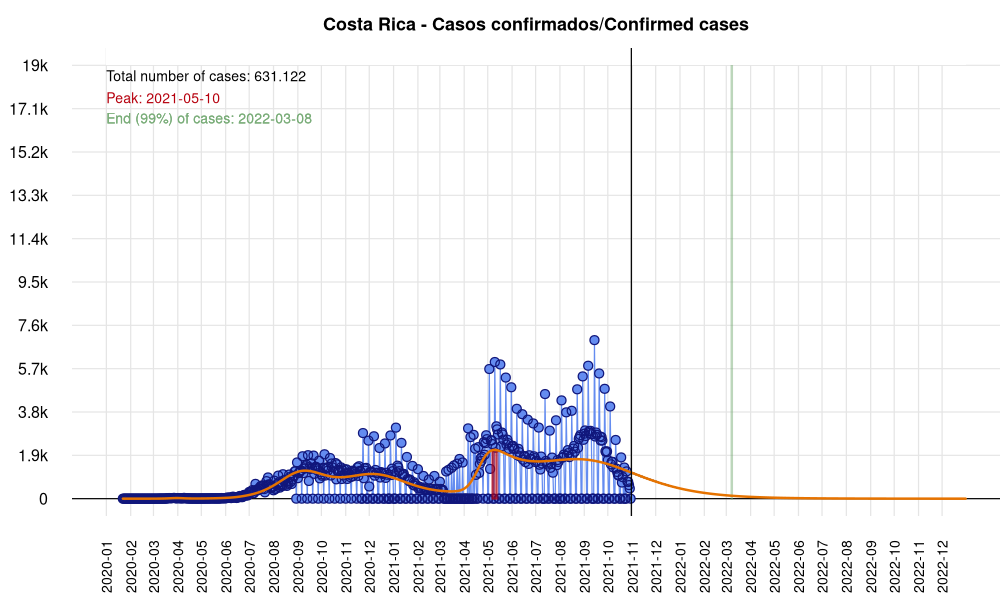 Costa Rica - Casos confirmados/Confirmed cases
Total number of cases: 631.122
Peak: 2021-05-10
End (99%) of cases: 2022-03-08
19k
17.1k
15.2k
13.3k
11.4k
9.5k
7.6k
5.7k
3.8k
1.9k
0
2020-01
2020-02
2020-03
2020-04
2020-05
2020-06
2020-07
2020-08
2020-09
2020-10
2020-11
2020-12
2021-01
2021-02
2021-03
2021-04
2021-05
2021-06
2021-07
2021-08
2021-09
2021-10
2021-11
2021-12
2022-01
2022-02
2022-03
2022-04
2022-05
2022-06
2022-07
2022-08
2022-09
2022-10
2022-11
2022-12